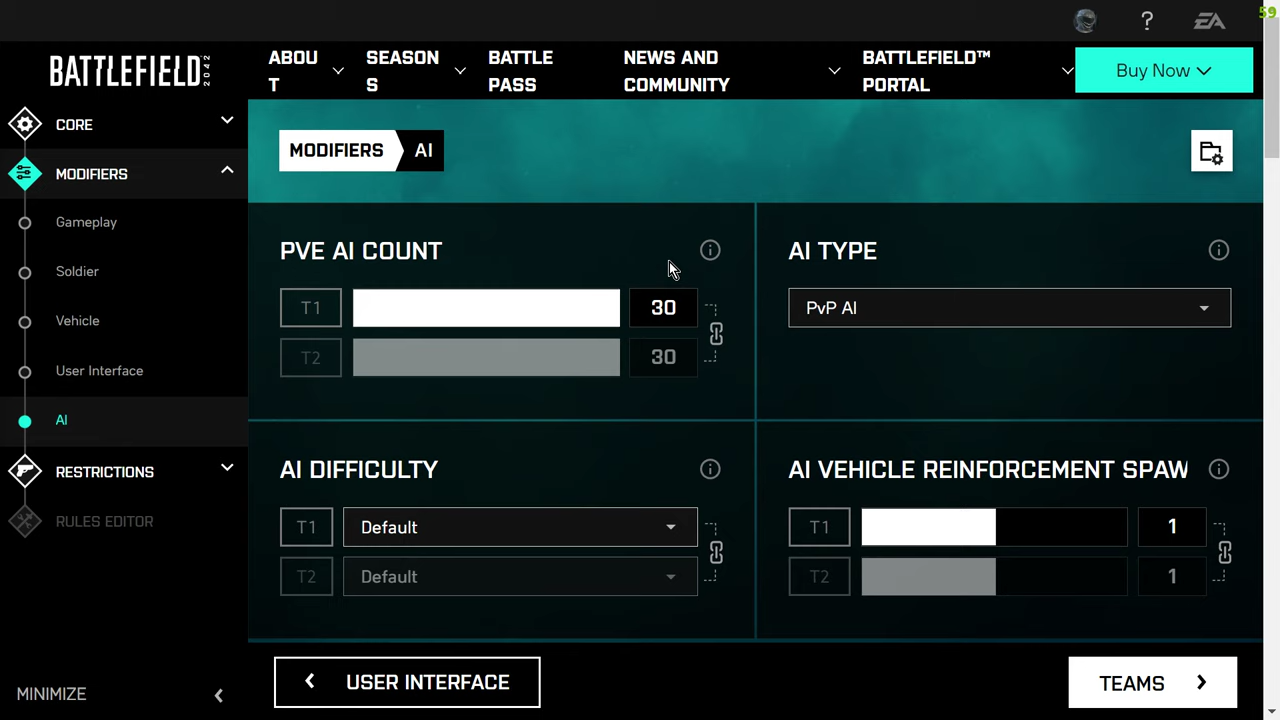 59
?
EA
BATTLEFIELD 2042
ABOU
T
SEASON
S
BATTLE
PASS
NEWS AND
COMMUNITY
BATTLEFIELD™
PORTAL
Buy Now
CORE
MODIFIERS
Gameplay
Soldier
Vehicle
User Interface
AI
RESTRICTIONS
RULES EDITOR
MINIMIZE
MODIFIERS AI
PVE AI COUNT
T1 30
T2 30
AI TYPE
PvP AI
AI DIFFICULTY
T1 Default
T2 Default
AI VEHICLE REINFORCEMENT SPAW
T1 1
T2 1
USER INTERFACE
TEAMS